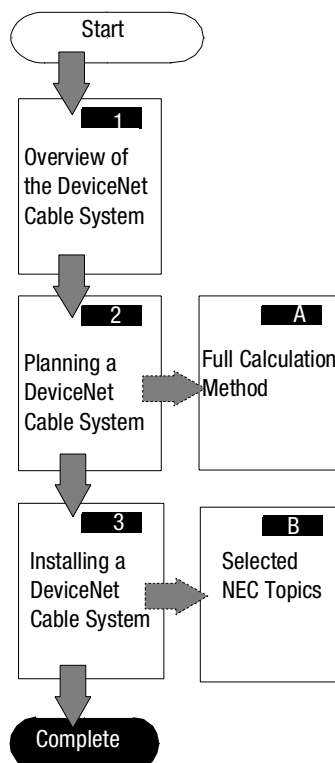 Start
1
Overview of
the DeviceNet
Cable System
2
Planning a
DeviceNet
Cable System
A
Full Calculation
Method
3
Installing a
DeviceNet
Cable System
B
Selected
NEC Topics
Complete